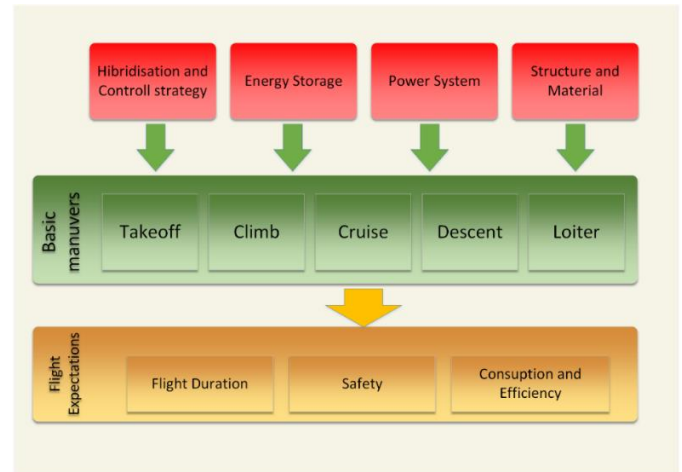 Hibridisation and
Controll strategy
Energy Storage
Power System
Structure and
Material
Basic
manuvers
Takeoff
Climb
Cruise
Descent
Loiter
Flight
Expectations
Flight Duration
Safety
Consuption and
Efficiency